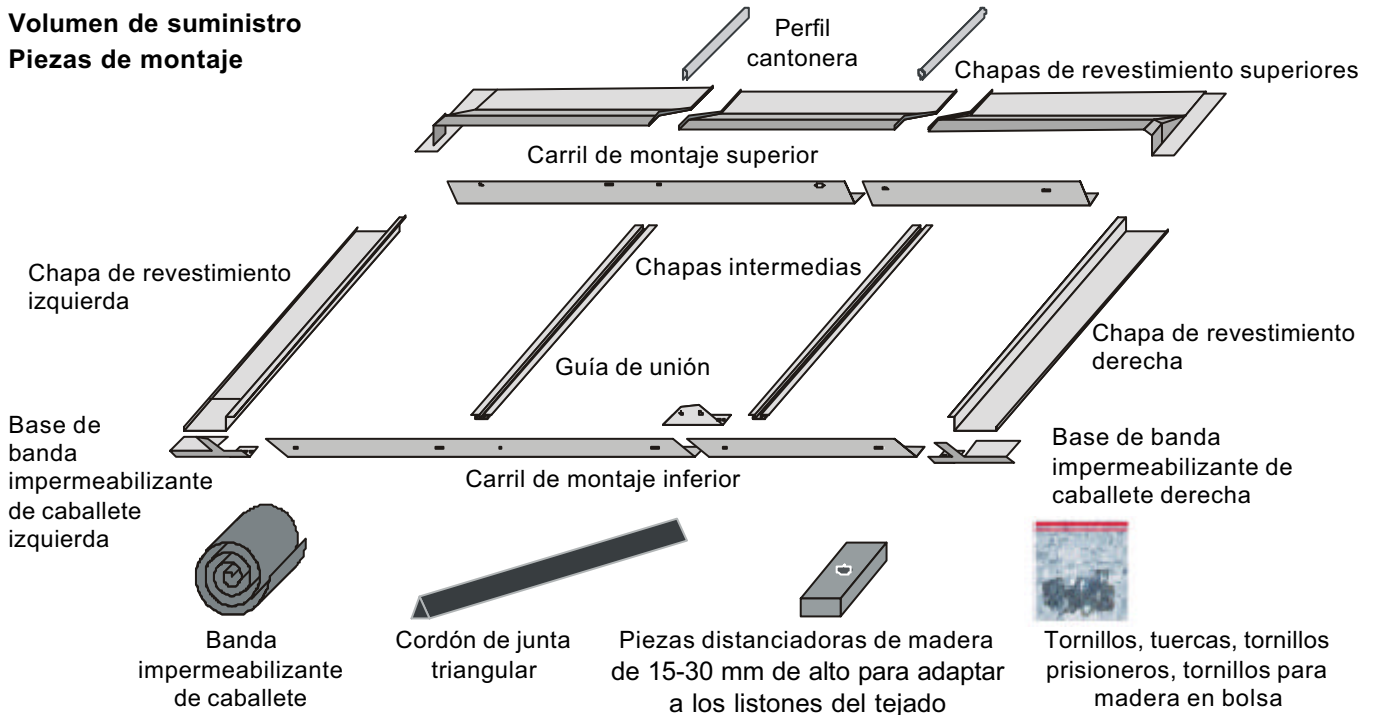 Volumen de suministro
Piezas de montaje
Perfil
cantonera
Chapas de revestimiento superiores
Carril de montaje superior
Chapa de revestimiento
izquierda
Chapas intermedias
Chapa de revestimiento
derecha
Guía de unión
Base de
banda
impermeabilizante
de caballete
izquierda
Carril de montaje inferior
Base de banda
impermeabilizante de
caballete derecha
Banda
impermeabilizante
de caballete
Cordón de junta
triangular
Piezas distanciadoras de madera
de 15-30 mm de alto para adaptar
a los listones del tejado
Tornillos, tuercas, tornillos
prisioneros, tornillos para
madera en bolsa